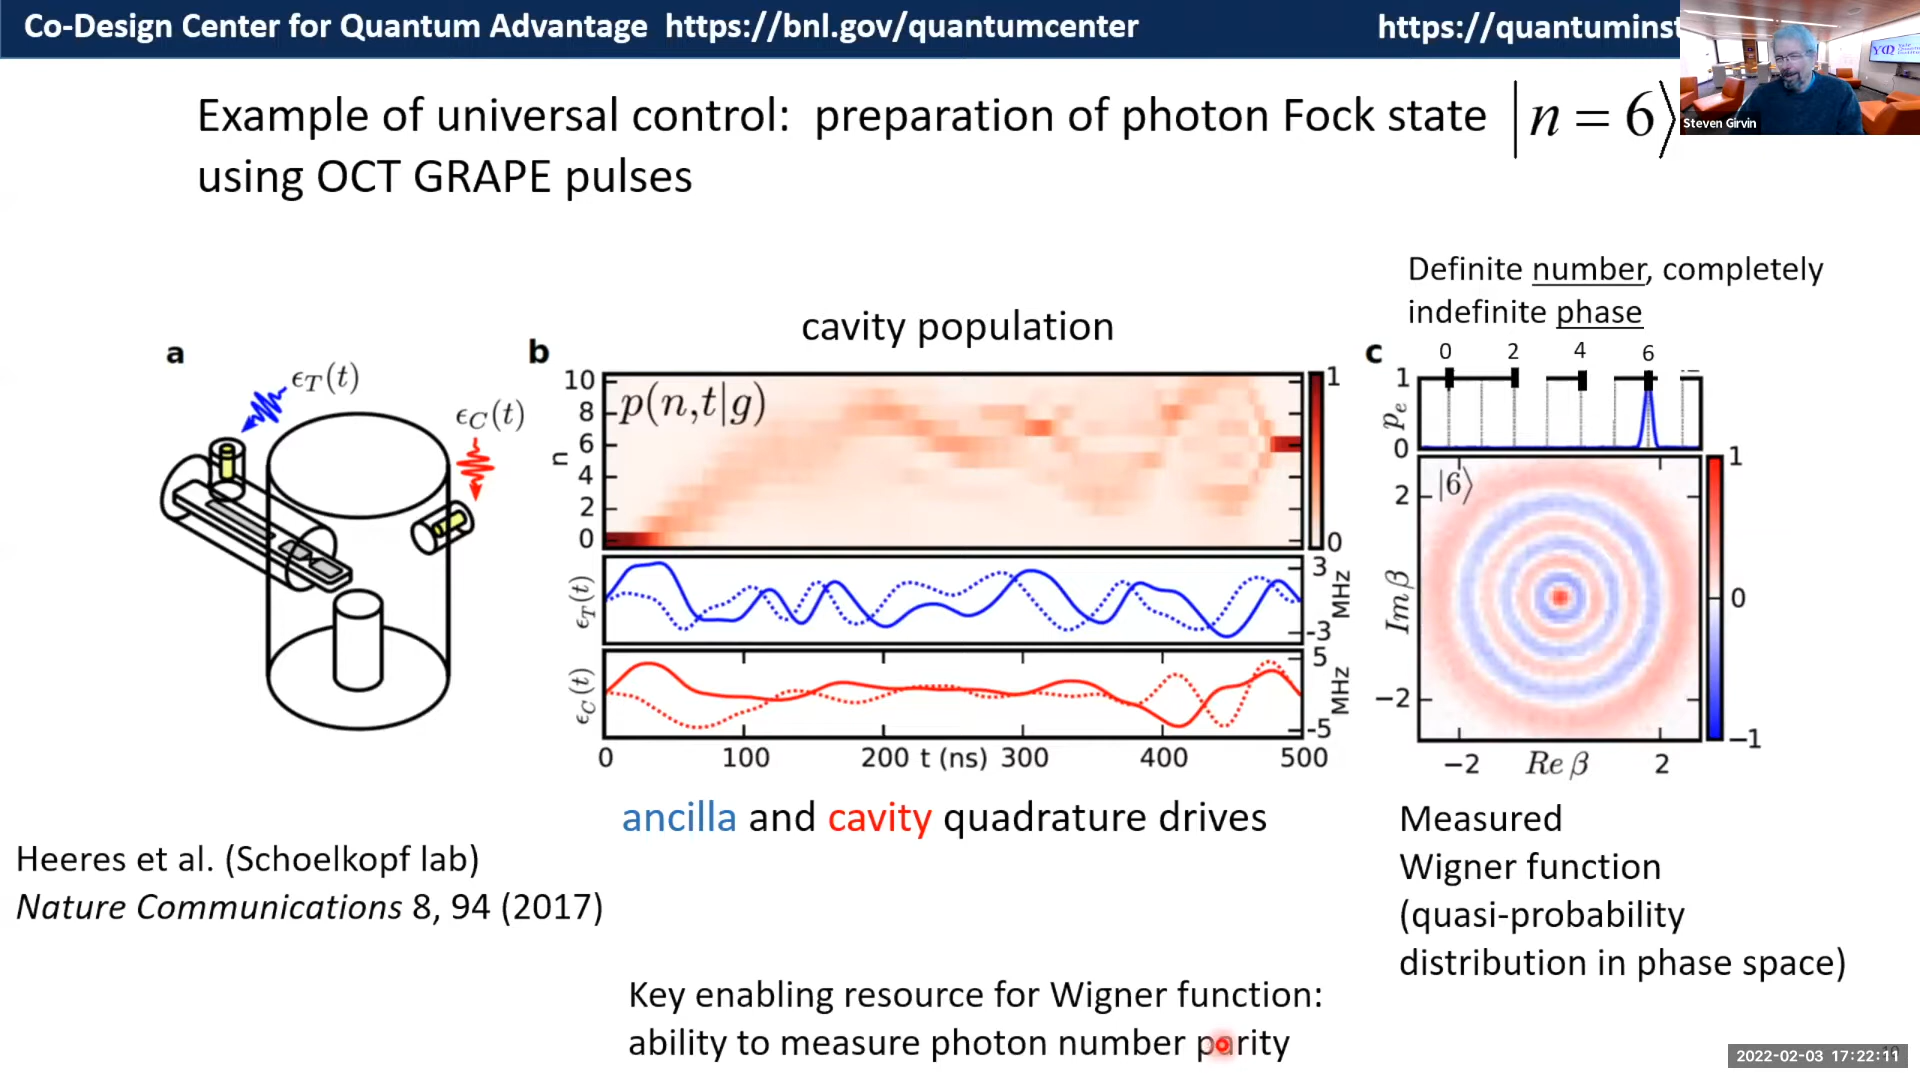 Co-Design Center for Quantum Advantage https://bnl.gov/quantumcenter
https://quantuminst
Steven Girvin
Example of universal control: preparation of photon Fock state |n = 6⟩
using OCT GRAPE pulses
Definite number, completely
indefinite phase
cavity population
a
ϵ_T(t)
ϵ_C(t)
b
p(n,t|g)
10
8
6
4
2
0
n
1
0
ϵ_T(t)
3
-3
MHz
ϵ_C(t)
5
-5
MHz
0 100 200 t (ns) 300 400 500
c
0 2 4 6
1
0
p_e
|6⟩
2
−2
Im β
−2 Re β 2
1
0
−1
ancilla and cavity quadrature drives
Measured
Wigner function
(quasi-probability
distribution in phase space)
Heeres et al. (Schoelkopf lab)
Nature Communications 8, 94 (2017)
Key enabling resource for Wigner function:
ability to measure photon number parity
2022-02-03 17:22:11